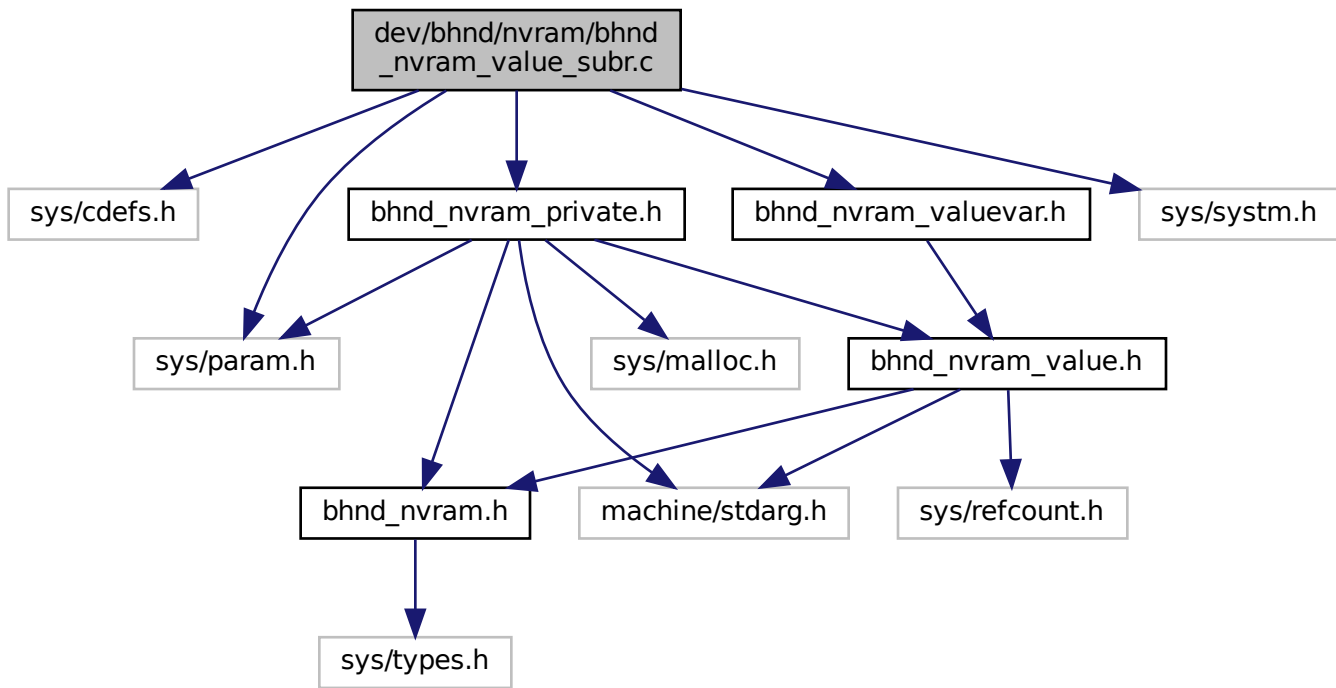 dev/bhnd/nvram/bhnd
_nvram_value_subr.c
sys/cdefs.h
bhnd_nvram_private.h
bhnd_nvram_valuevar.h
sys/systm.h
sys/param.h
sys/malloc.h
bhnd_nvram_value.h
bhnd_nvram.h
machine/stdarg.h
sys/refcount.h
sys/types.h